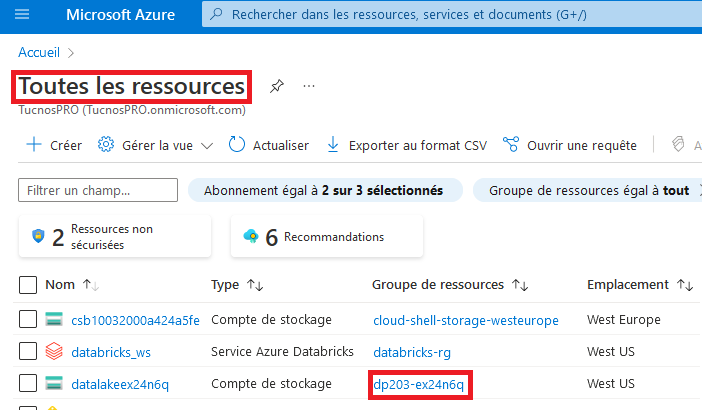 Microsoft Azure
Rechercher dans les ressources, services et documents (G+/)
Accueil
Toutes les ressources
TucnosPRO (TucnosPRO.onmicrosoft.com)
Créer Gérer la vue Actualiser Exporter au format CSV Ouvrir une requête A
Filtrer un champ... Abonnement égal à 2 sur 3 sélectionnés Groupe de ressources égal à tout
2 Ressources non sécurisées 6 Recommandations
Nom Type Groupe de ressources Emplacement
csb10032000a424a5fe Compte de stockage cloud-shell-storage-westeurope West Europe
databricks_ws Service Azure Databricks databricks-rg West US
datalakeex24n6q Compte de stockage dp203-ex24n6q West US